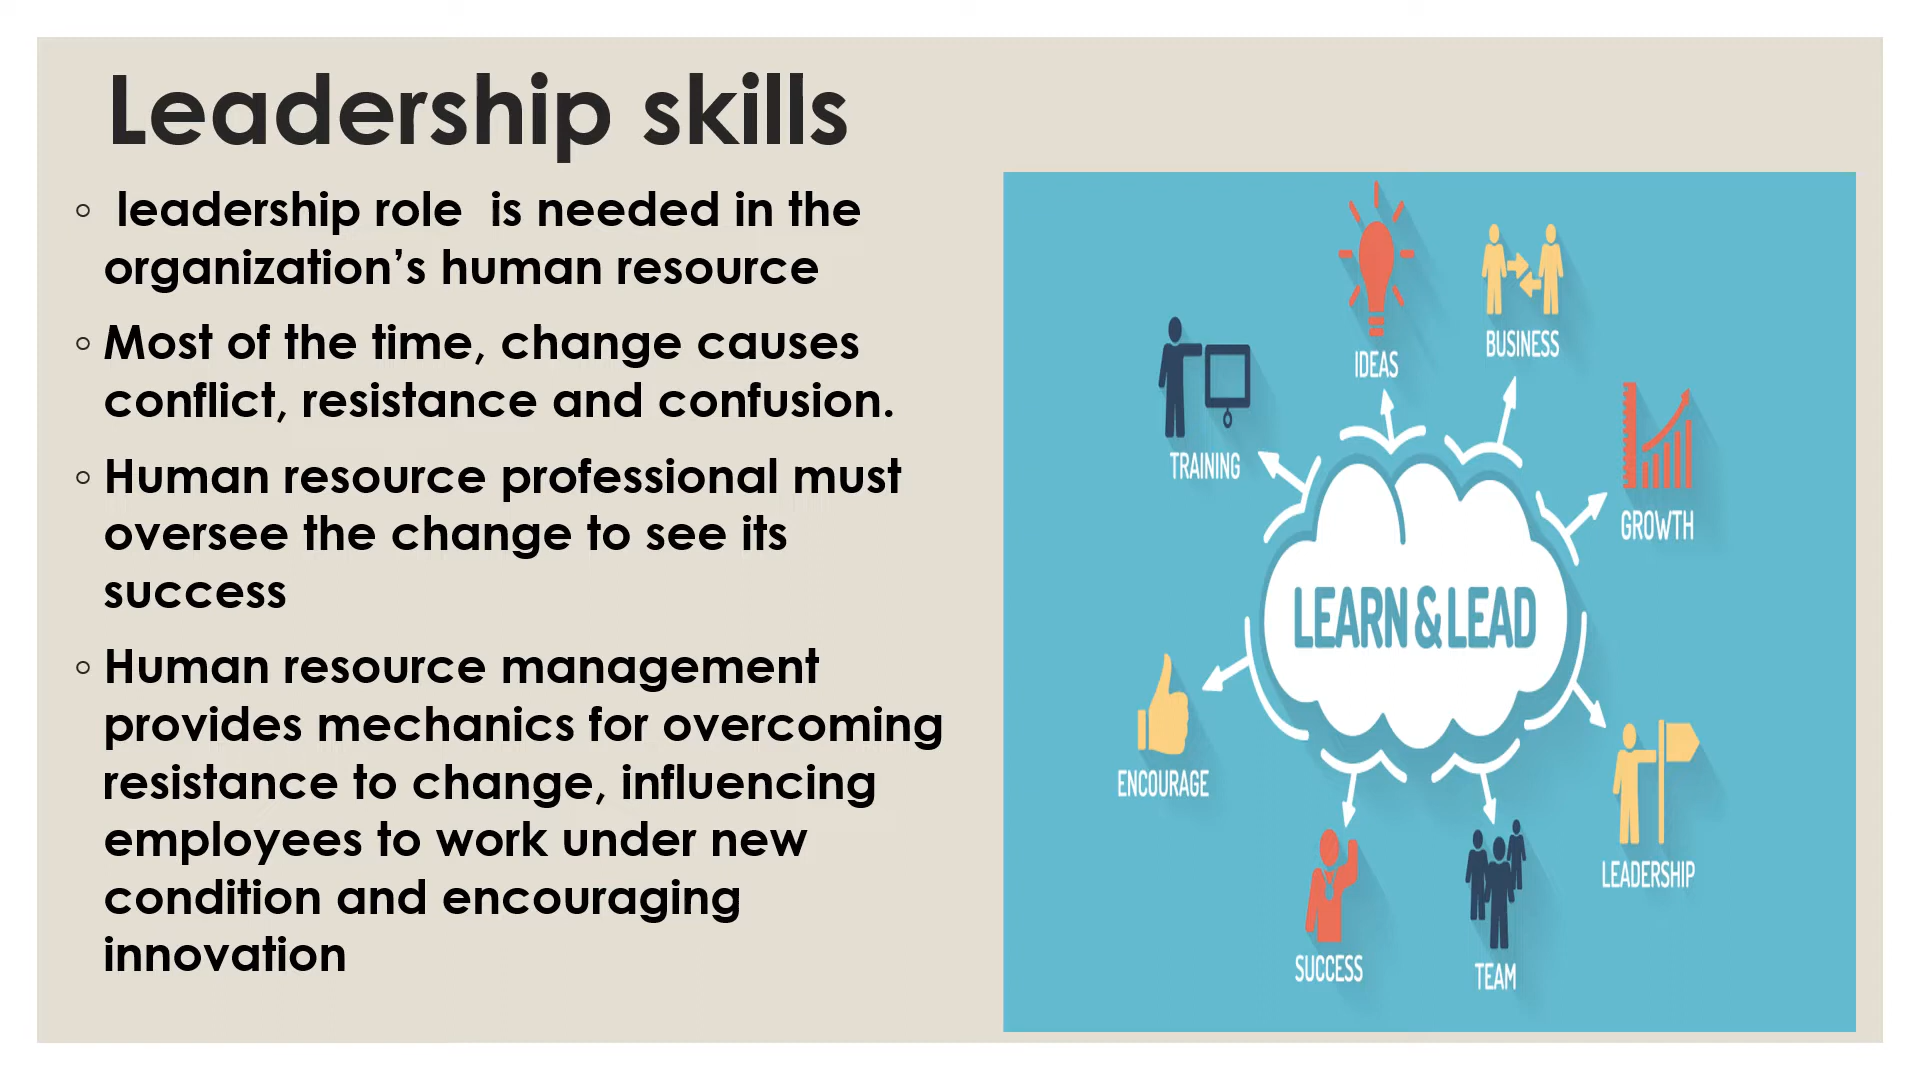 Leadership skills
◦ leadership role  is needed in the
organization’s human resource
◦ Most of the time, change causes
conflict, resistance and confusion.
◦ Human resource professional must
oversee the change to see its
success
◦ Human resource management
provides mechanics for overcoming
resistance to change, influencing
employees to work under new
condition and encouraging
innovation
IDEAS
BUSINESS
TRAINING
GROWTH
LEARN & LEAD
ENCOURAGE
LEADERSHIP
SUCCESS
TEAM